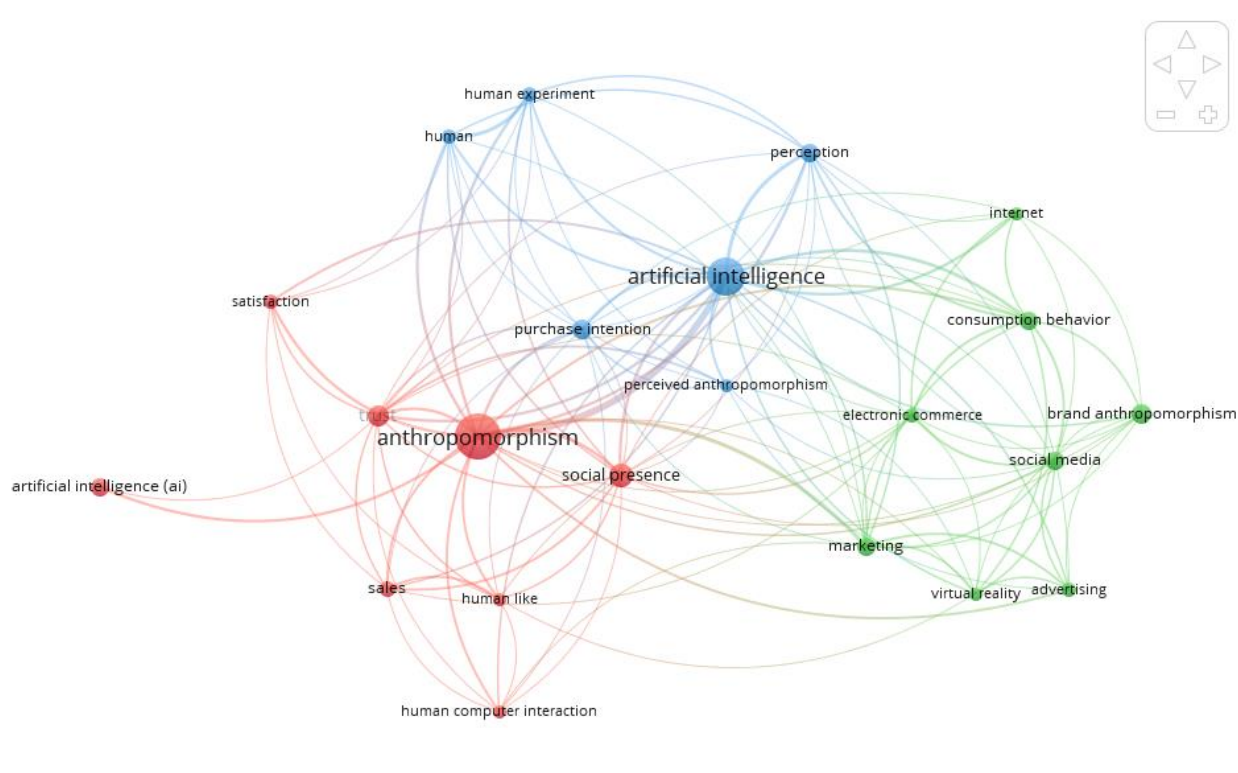 human experiment
human
perception
internet
artificial intelligence
satisfaction
consumption behavior
purchase intention
perceived anthropomorphism
trust
electronic commerce
brand anthropomorphism
anthropomorphism
social media
social presence
artificial intelligence (ai)
marketing
sales
human like
virtual reality
advertising
human computer interaction